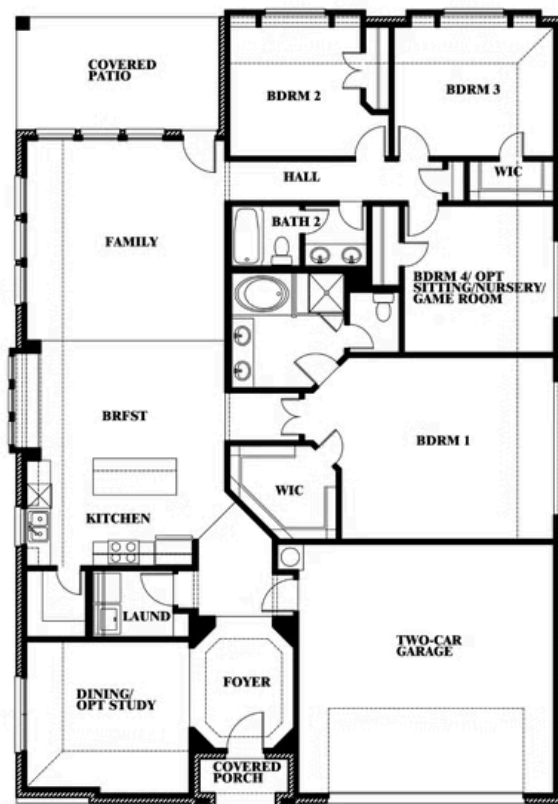 COVERED
PATIO
BDRM 2
BDRM 3
HALL
WIC
BATH 2
FAMILY
BDRM 4/ OPT
SITTING/NURSERY/
GAME ROOM
BRFST
BDRM 1
WIC
KITCHEN
LAUND
TWO-CAR
GARAGE
DINING/
OPT STUDY
FOYER
COVERED
PORCH